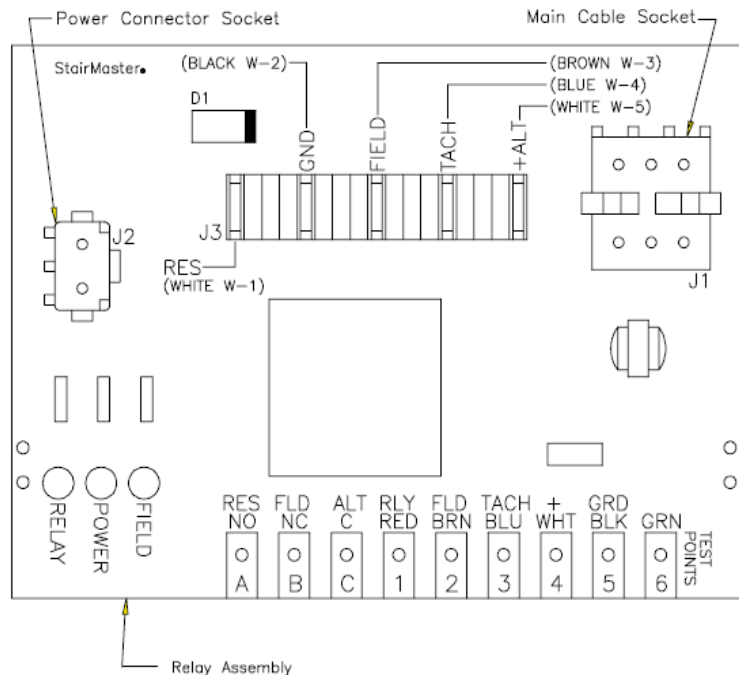 Power Connector Socket
Main Cable Socket
StairMaster.
(BLACK W-2)
(BROWN W-3)
(BLUE W-4)
(WHITE W-5)
D1
GND
FIELD
TACH
+ALT
J2
J3
J1
RES
(WHITE W-1)
RELAY
POWER
FIELD
RES FLD ALT RLY FLD TACH + GRD
NO NC C RED BRN BLU WHT BLK GRN
A B C 1 2 3 4 5 6
TEST
POINTS
Relay Assembly